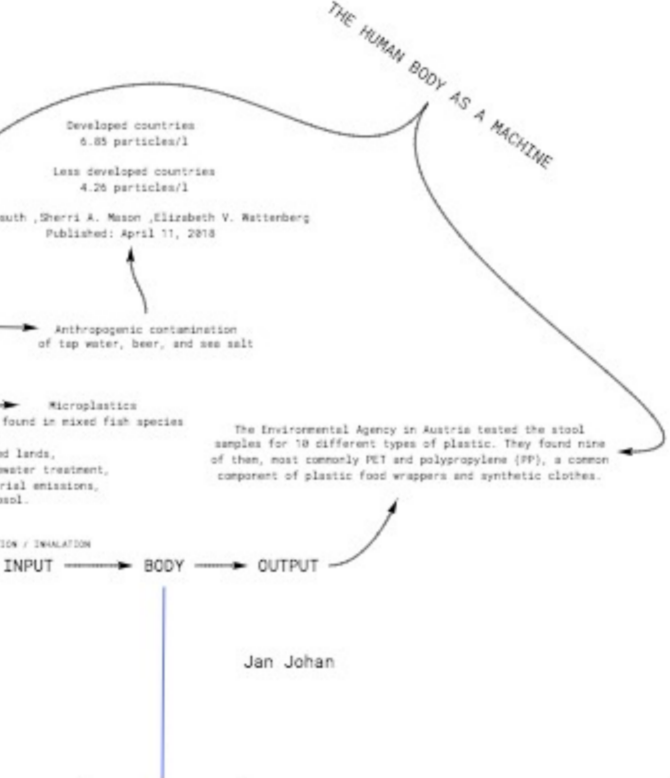 THE HUMAN BODY AS A MACHINE
Developed countries
6.85 particles/l
Less developed countries
4.26 particles/l
,Sherri A. Mason ,Elizabeth V. Wattenberg
Published: April 11, 2018
Anthropogenic contamination
of tap water, beer, and sea salt
Microplastics
found in mixed fish species
The Environmental Agency in Austria tested the stool
samples for 10 different types of plastic. They found nine
of them, most commonly PET and polypropylene (PP), a common
component of plastic food wrappers and synthetic clothes.
lands,
water treatment,
rial emissions,
osol.
ION / INHALATION
INPUT BODY OUTPUT
Jan Johan